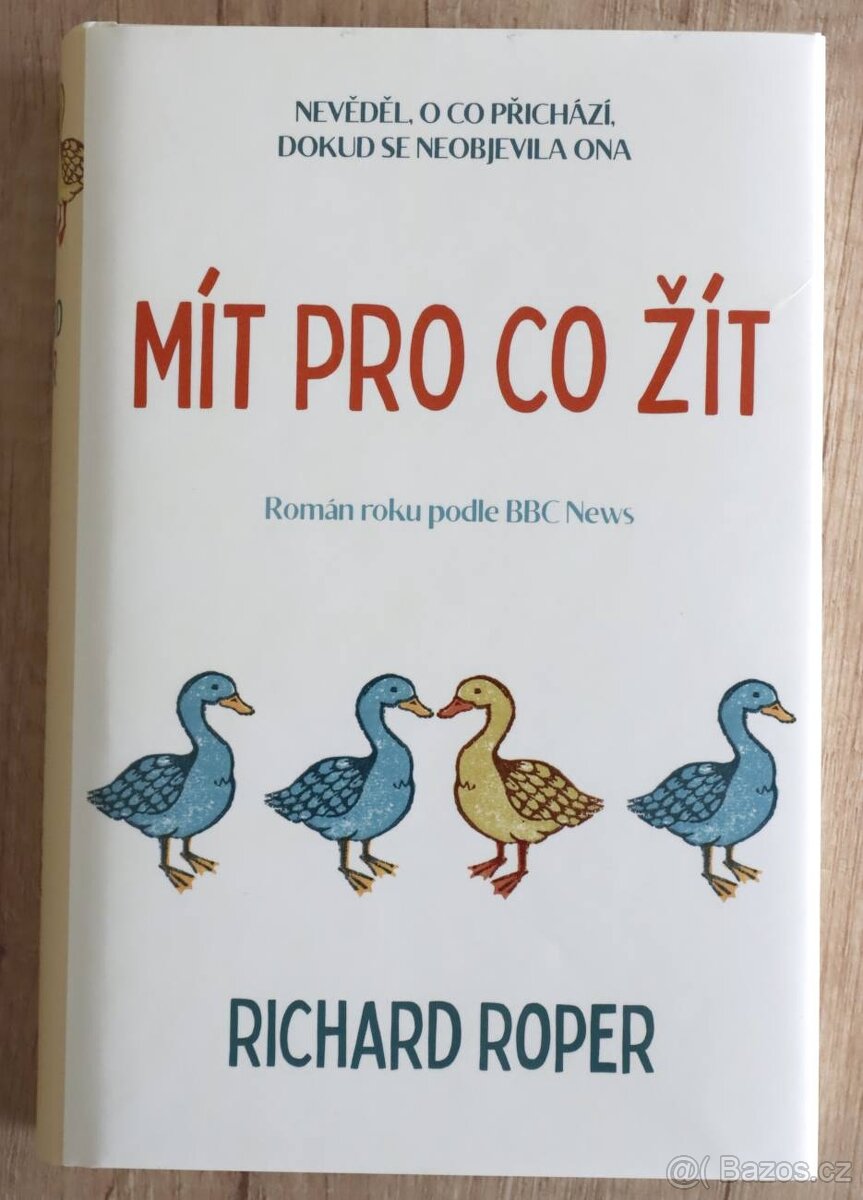 NEVĚDĚL, O CO PŘICHÁZÍ,
DOKUD SE NEOBJEVILA ONA
MÍT PRO CO ŽÍT
Román roku podle BBC News
RICHARD ROPER
@( Bazos.cz